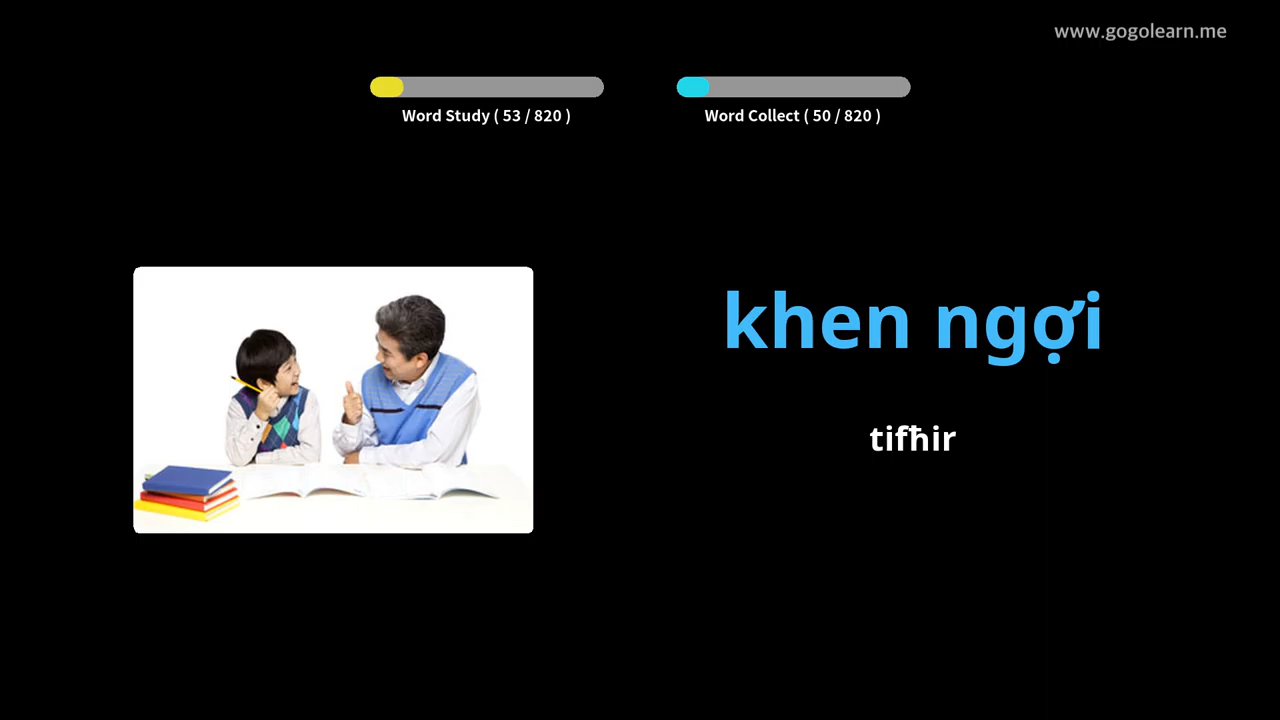 www.gogolearn.me
Word Study ( 53 / 820 )
Word Collect ( 50 / 820 )
khen ngợi
tifħir